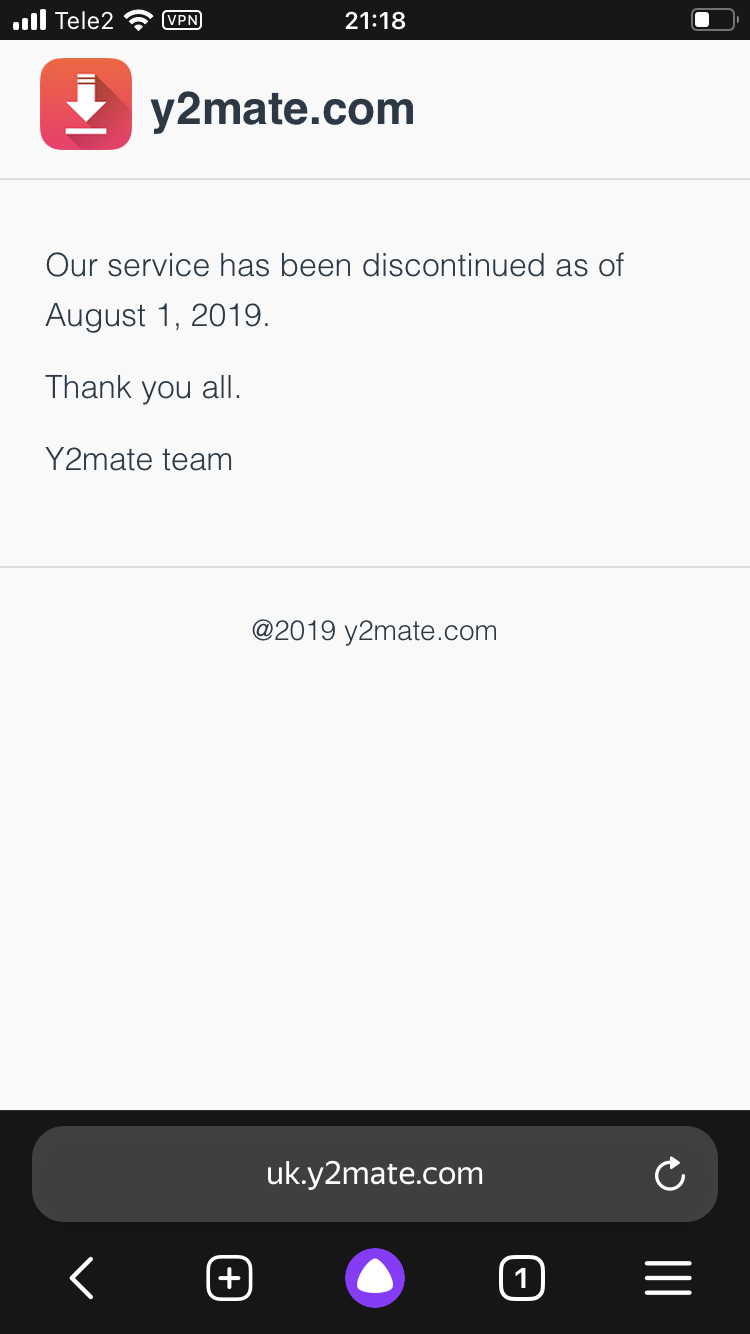 Tele2 VPN 21:18
y2mate.com
Our service has been discontinued as of
August 1, 2019.
Thank you all.
Y2mate team
@2019 y2mate.com
uk.y2mate.com
1